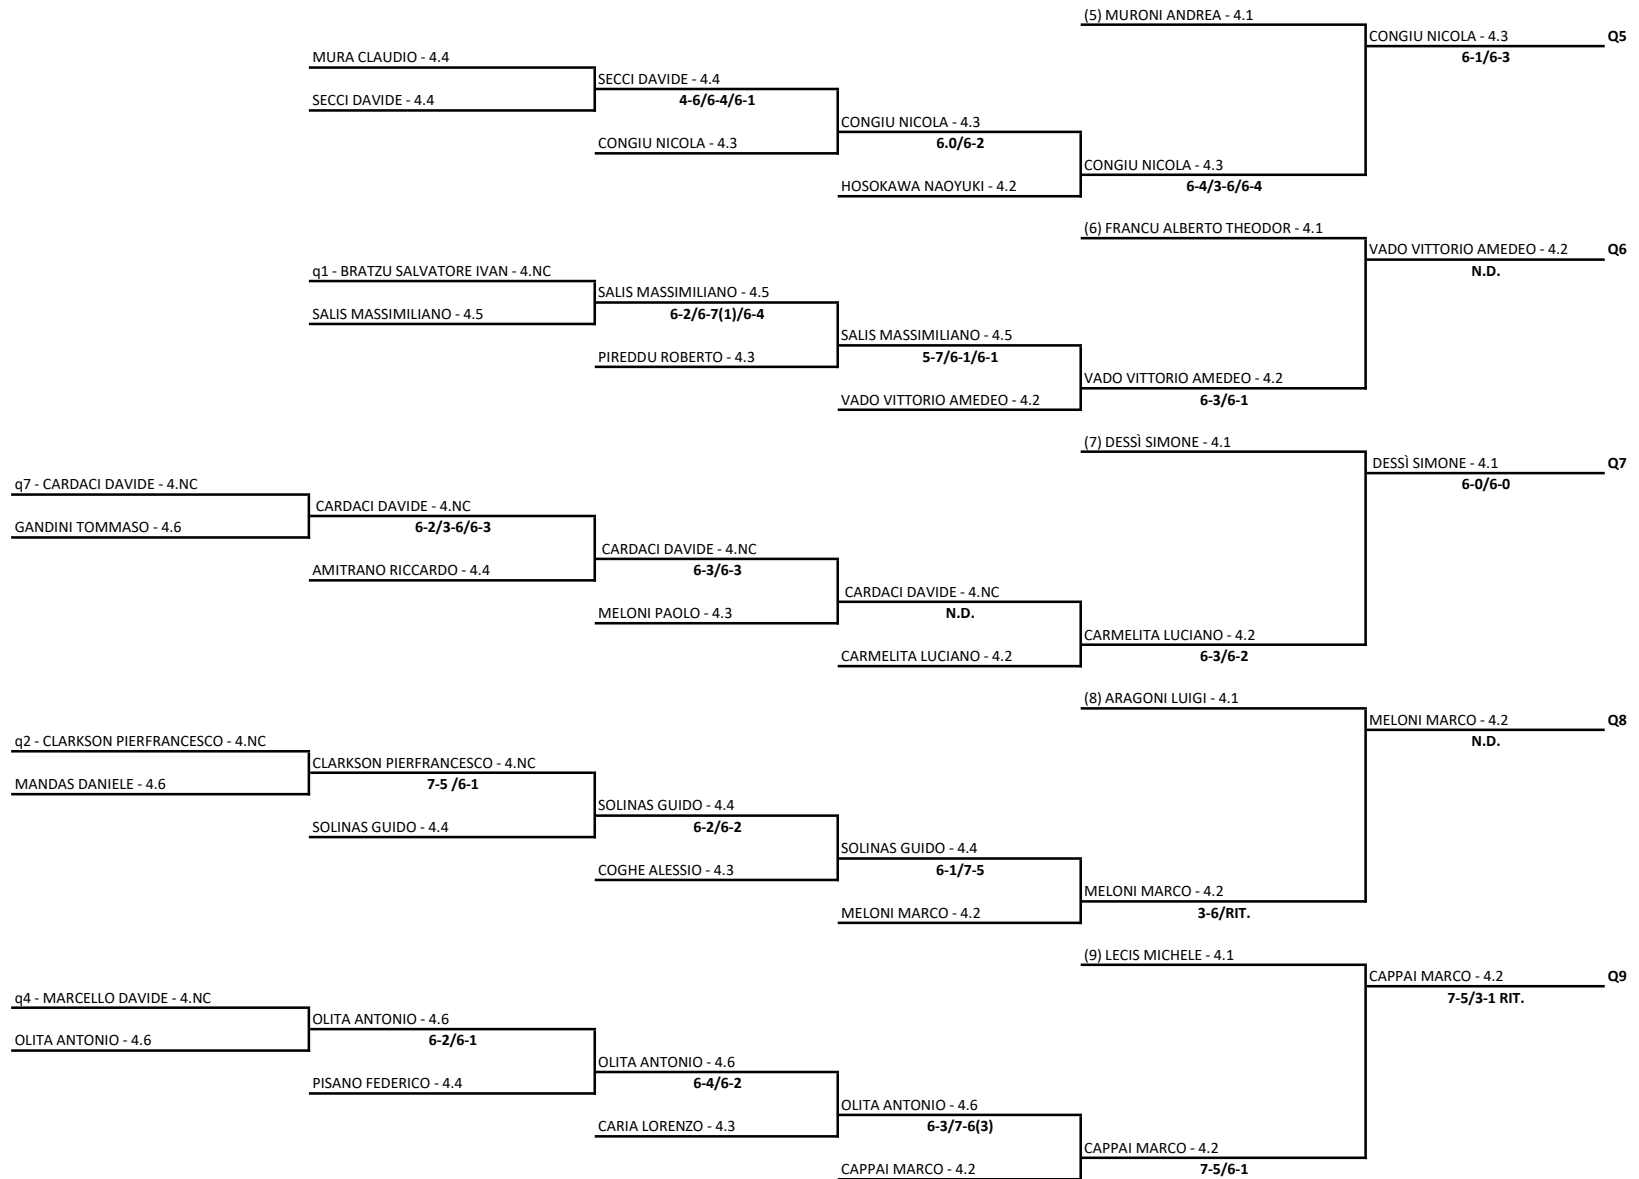 (5) MURONI ANDREA - 4.1
CONGIU NICOLA - 4.3
Q5
MURA CLAUDIO - 4.4
6-1/6-3
SECCI DAVIDE - 4.4
SECCI DAVIDE - 4.4
4-6/6-4/6-1
CONGIU NICOLA - 4.3
CONGIU NICOLA - 4.3
6.0/6-2
CONGIU NICOLA - 4.3
HOSOKAWA NAOYUKI - 4.2
6-4/3-6/6-4
(6) FRANCU ALBERTO THEODOR - 4.1
VADO VITTORIO AMEDEO - 4.2
Q6
q1 - BRATZU SALVATORE IVAN - 4.NC
N.D.
SALIS MASSIMILIANO - 4.5
SALIS MASSIMILIANO - 4.5
6-2/6-7(1)/6-4
SALIS MASSIMILIANO - 4.5
PIREDDU ROBERTO - 4.3
5-7/6-1/6-1
VADO VITTORIO AMEDEO - 4.2
VADO VITTORIO AMEDEO - 4.2
6-3/6-1
(7) DESSÌ SIMONE - 4.1
DESSÌ SIMONE - 4.1
Q7
q7 - CARDACI DAVIDE - 4.NC
6-0/6-0
CARDACI DAVIDE - 4.NC
GANDINI TOMMASO - 4.6
6-2/3-6/6-3
CARDACI DAVIDE - 4.NC
AMITRANO RICCARDO - 4.4
6-3/6-3
CARDACI DAVIDE - 4.NC
MELONI PAOLO - 4.3
N.D.
CARMELITA LUCIANO - 4.2
CARMELITA LUCIANO - 4.2
6-3/6-2
(8) ARAGONI LUIGI - 4.1
MELONI MARCO - 4.2
Q8
q2 - CLARKSON PIERFRANCESCO - 4.NC
N.D.
CLARKSON PIERFRANCESCO - 4.NC
MANDAS DANIELE - 4.6
7-5 /6-1
SOLINAS GUIDO - 4.4
SOLINAS GUIDO - 4.4
6-2/6-2
SOLINAS GUIDO - 4.4
COGHE ALESSIO - 4.3
6-1/7-5
MELONI MARCO - 4.2
MELONI MARCO - 4.2
3-6/RIT.
(9) LECIS MICHELE - 4.1
CAPPAI MARCO - 4.2
Q9
q4 - MARCELLO DAVIDE - 4.NC
7-5/3-1 RIT.
OLITA ANTONIO - 4.6
OLITA ANTONIO - 4.6
6-2/6-1
OLITA ANTONIO - 4.6
PISANO FEDERICO - 4.4
6-4/6-2
OLITA ANTONIO - 4.6
CARIA LORENZO - 4.3
6-3/7-6(3)
CAPPAI MARCO - 4.2
CAPPAI MARCO - 4.2
7-5/6-1